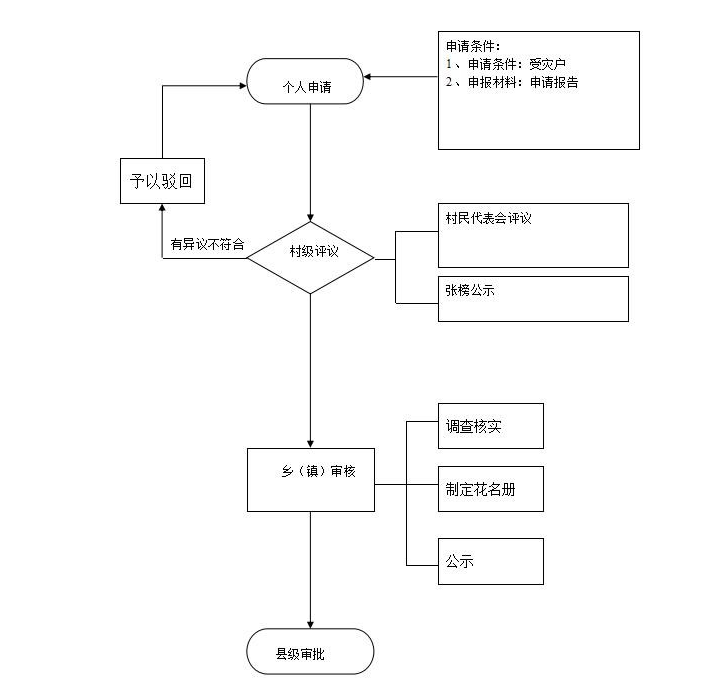 申请条件：
1、申请条件：受灾户
2、申报材料：申请报告
个人申请
予以驳回
有异议不符合
村级评议
村民代表会评议
张榜公示
调查核实
乡（镇）审核
制定花名册
公示
县级审批